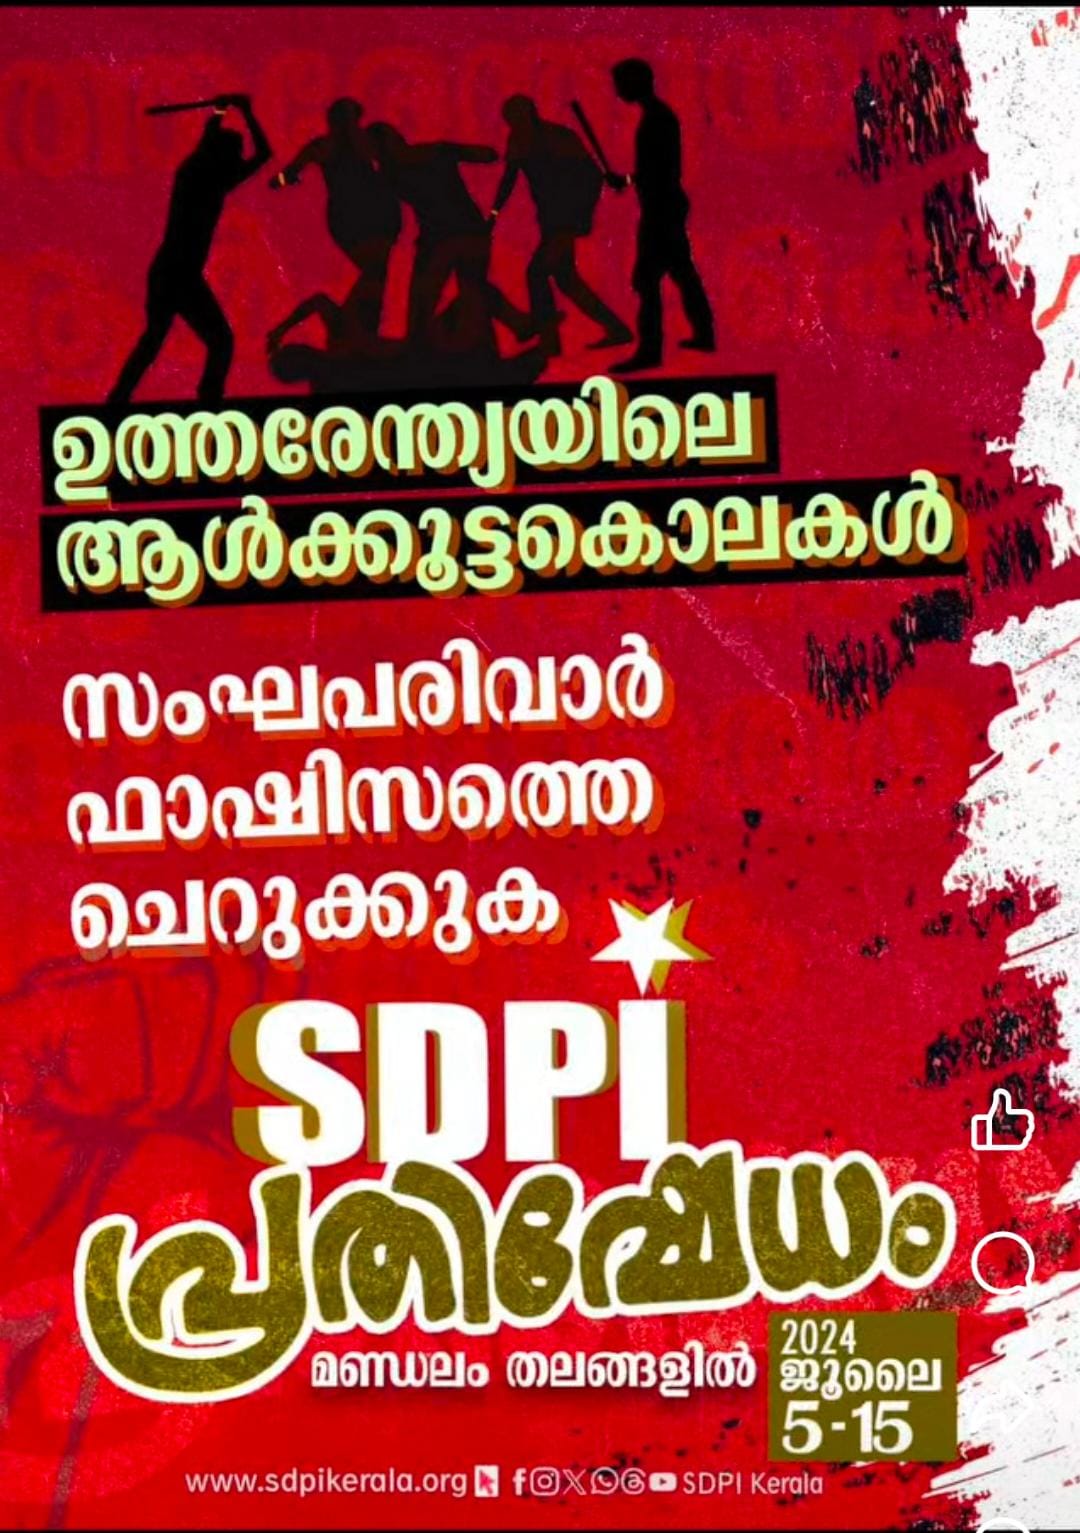 ഉത്തരേന്ത്യയിലെ
ആൾക്കൂട്ടകൊലകൾ
സംഘപരിവാർ
ഫാഷിസത്തെ
ചെറുക്കുക
SDPI
പ്രതിഷേധം
മണ്ഡലം തലങ്ങളിൽ
2024
ജൂലൈ
5-15
www.sdpikerala.org SDPI Kerala